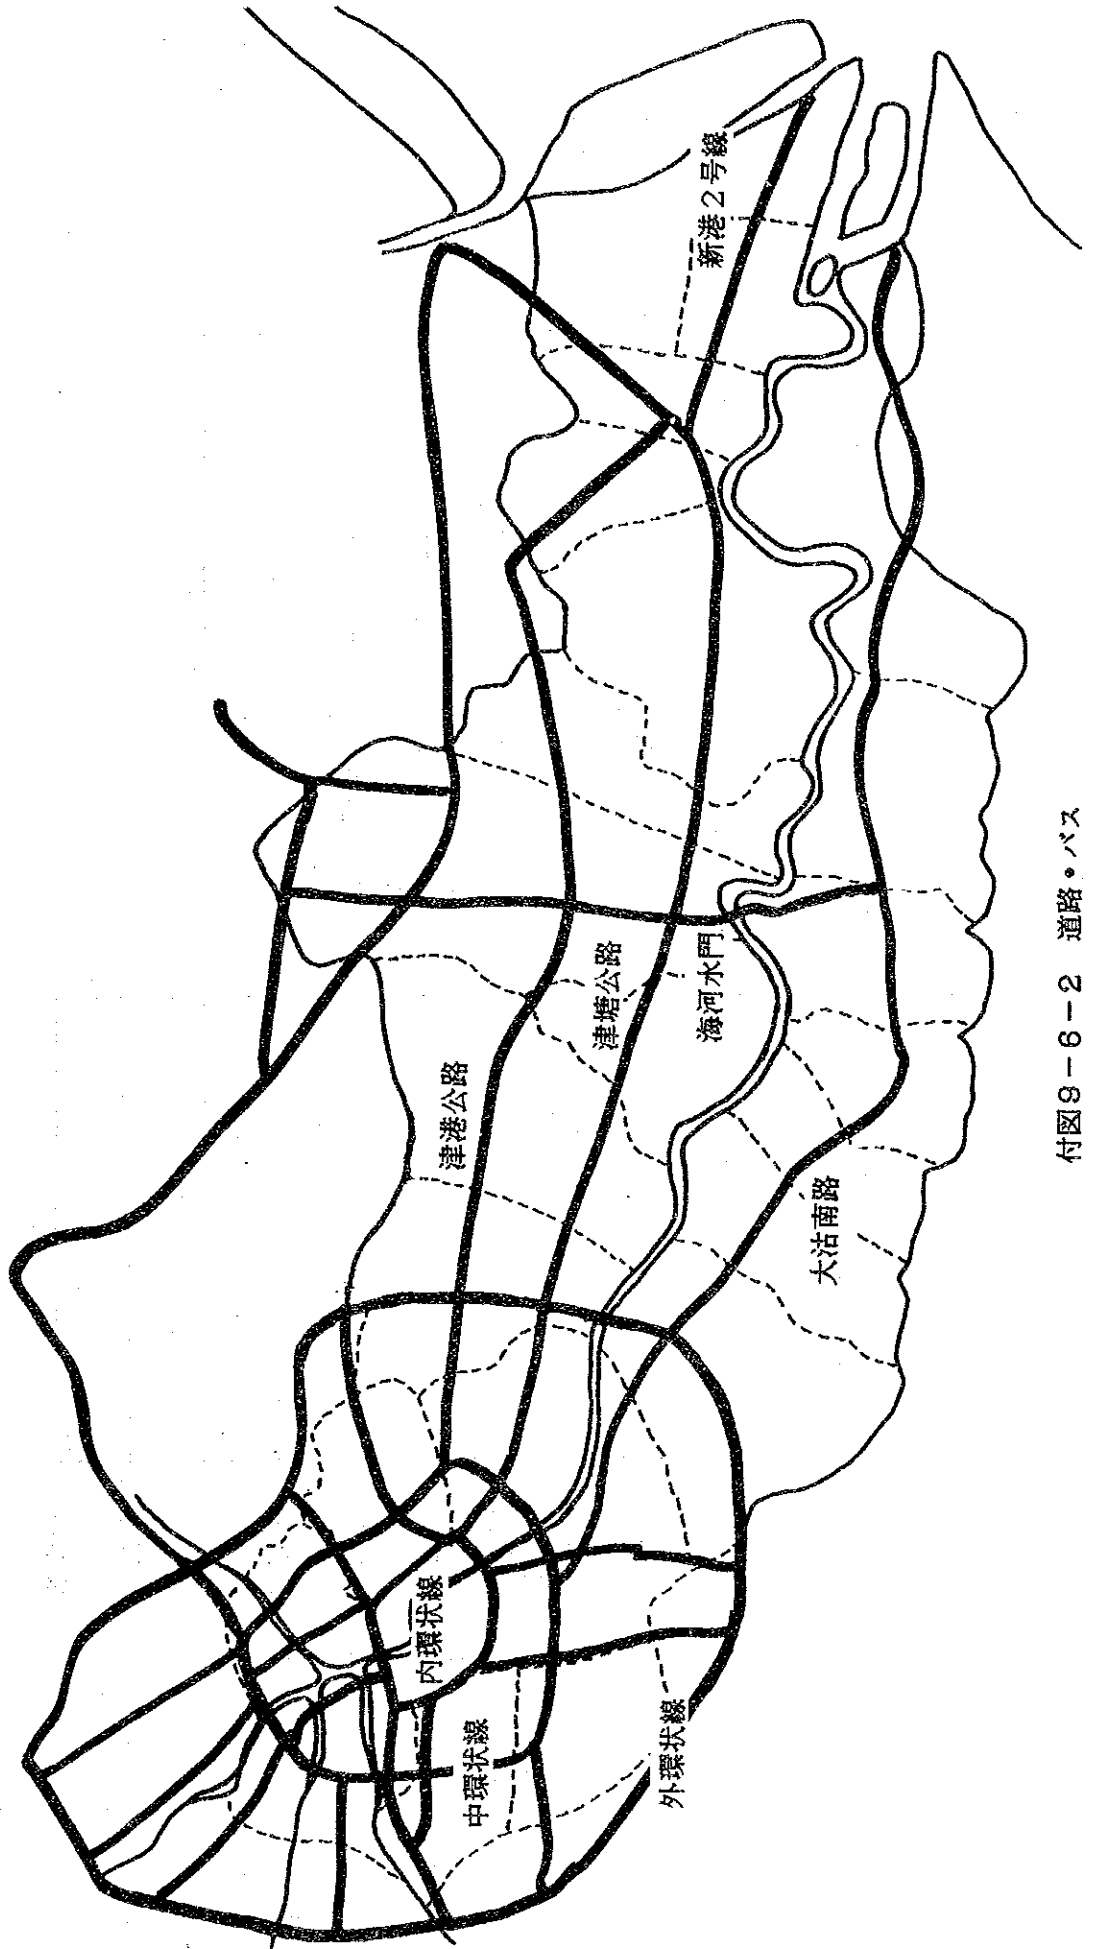 新港２号線
海河水門
津塘公路
津港公路
大沽南路
内環状線
中環状線
外環状線
付図９－６－２　道路・バス